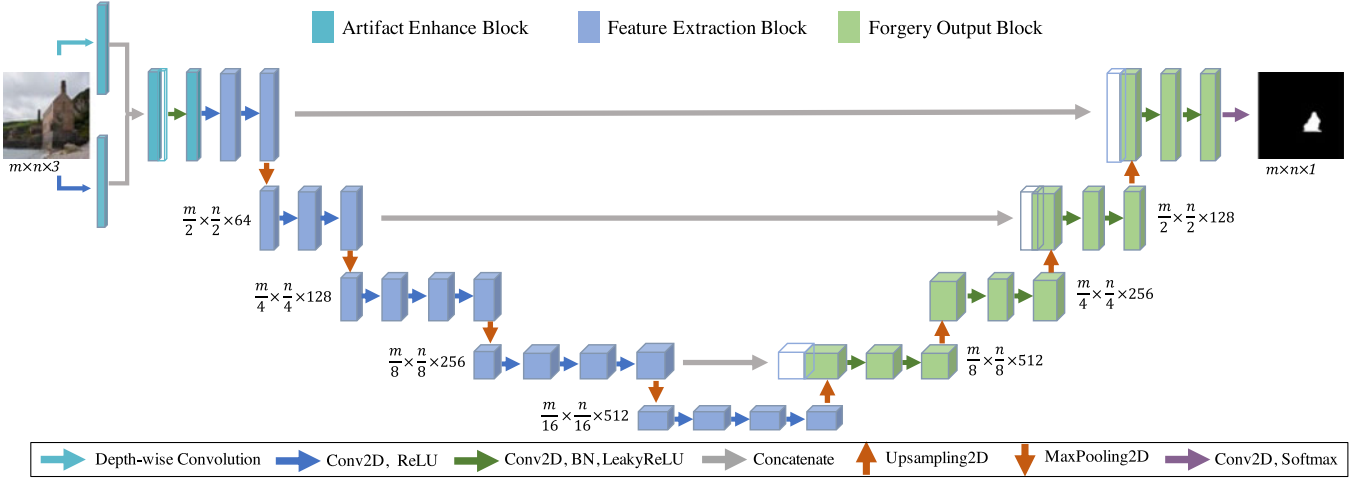 Artifact Enhance Block
Feature Extraction Block
Forgery Output Block
m×n×3
m×n×1
m/2 × n/2 ×64
m/2 × n/2 ×128
m/4 × n/4 ×128
m/4 × n/4 ×256
m/8 × n/8 ×256
m/8 × n/8 ×512
m/16 × n/16 ×512
Depth-wise Convolution
Conv2D, ReLU
Conv2D, BN, LeakyReLU
Concatenate
Upsampling2D
MaxPooling2D
Conv2D, Softmax